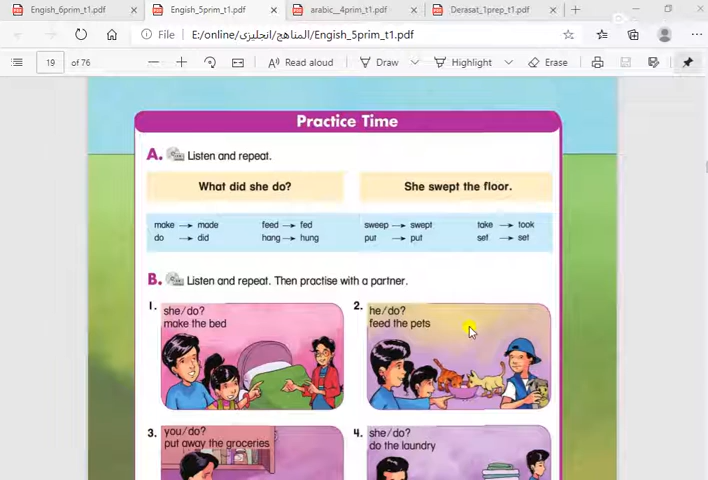 Engish_6prim_t1.pdf
Engish_5prim_t1.pdf
arabic__4prim_t1.pdf
Derasat_1prep_t1.pdf
File E:/online/المناهج/انجليزى/Engish_5prim_t1.pdf
19 of 76
Read aloud
Draw
Highlight
Erase
Practice Time
A. Listen and repeat.
What did she do?
She swept the floor.
make → made feed → fed sweep → swept take → took
do → did hang → hung put → put set → set
B. Listen and repeat. Then practise with a partner.
1. she/do?
make the bed
2. he/do?
feed the pets
3. you/do?
put away the groceries
4. she/do?
do the laundry